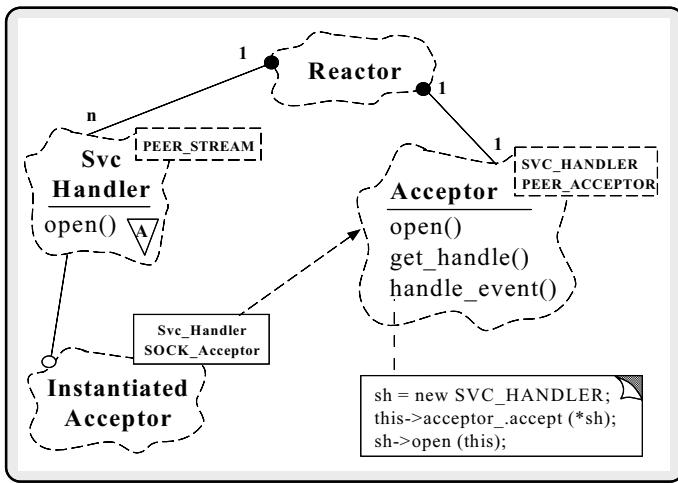 1
Reactor
1
n
1
PEER_STREAM
Svc
Handler
open()
A
SVC_HANDLER
PEER_ACCEPTOR
Acceptor
open()
get_handle()
handle_event()
Svc_Handler
SOCK_Acceptor
Instantiated
Acceptor
sh = new SVC_HANDLER;
this->acceptor_.accept (*sh);
sh->open (this);